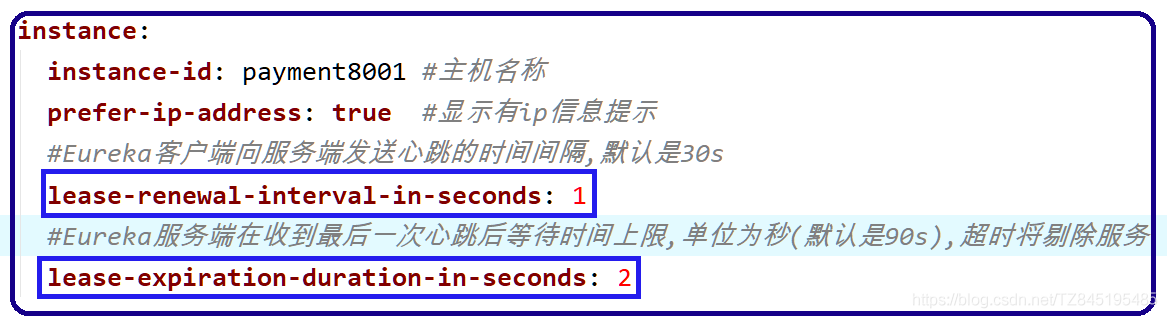 instance:
instance-id: payment8001 #主机名称
prefer-ip-address: true #显示有ip信息提示
#Eureka客户端向服务端发送心跳的时间间隔,默认是30s
lease-renewal-interval-in-seconds: 1
#Eureka服务端在收到最后一次心跳后等待时间上限,单位为秒(默认是90s),超时将剔除服务
lease-expiration-duration-in-seconds: 2
https://blog.csdn.net/TZ845195485